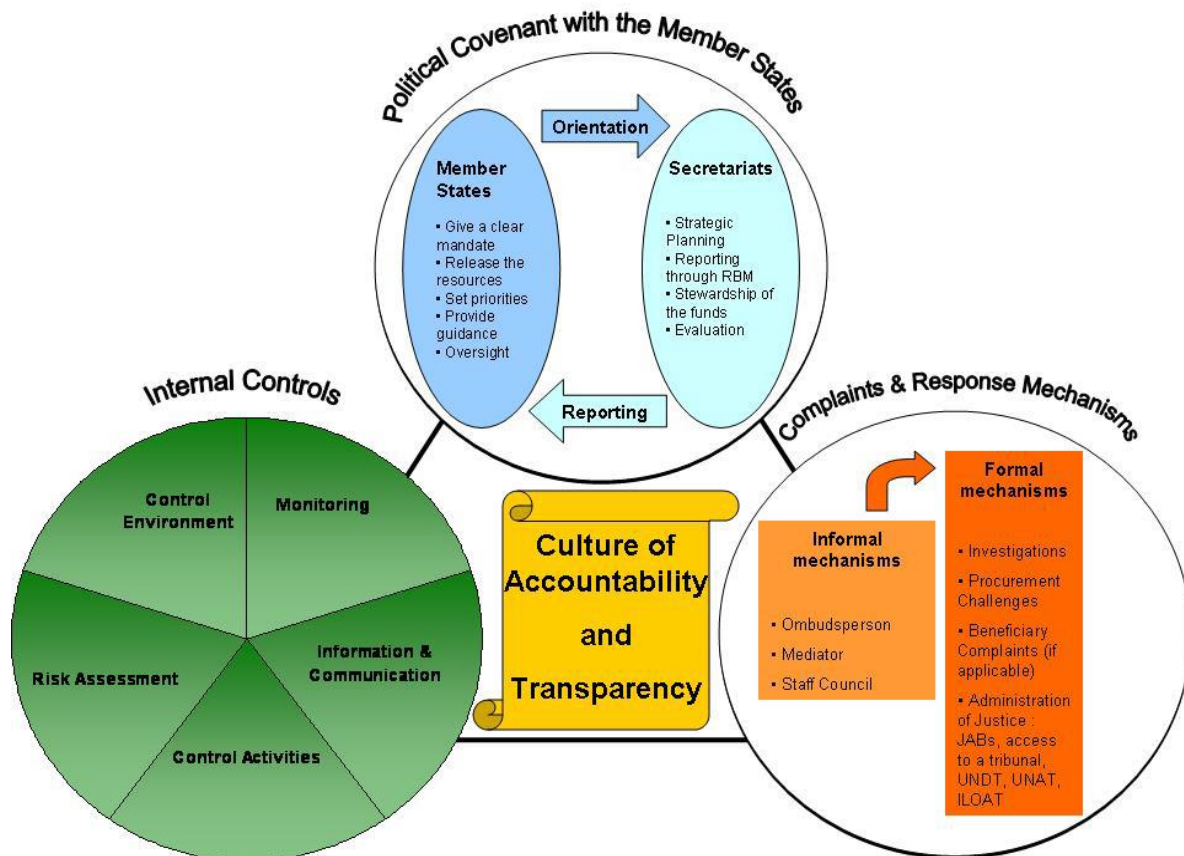 Political Covenant with the Member States
Orientation
Member
States
▪ Give a clear
mandate
▪ Release the
resources
▪ Set priorities
▪ Provide
guidance
▪ Oversight
Secretariats
▪ Strategic
Planning
▪ Reporting
through RBM
▪ Stewardship of
the funds
▪ Evaluation
Reporting
Internal Controls
Control
Environment
Monitoring
Risk Assessment
Information &
Communication
Control Activities
Culture of
Accountability
and
Transparency
Complaints & Response Mechanisms
Informal
mechanisms
▪ Ombudsperson
▪ Mediator
▪ Staff Council
Formal
mechanisms
▪ Investigations
▪ Procurement
Challenges
▪ Beneficiary
Complaints (if
applicable)
▪ Administration
of Justice :
JABs, access
to a tribunal,
UNDT, UNAT,
ILOAT